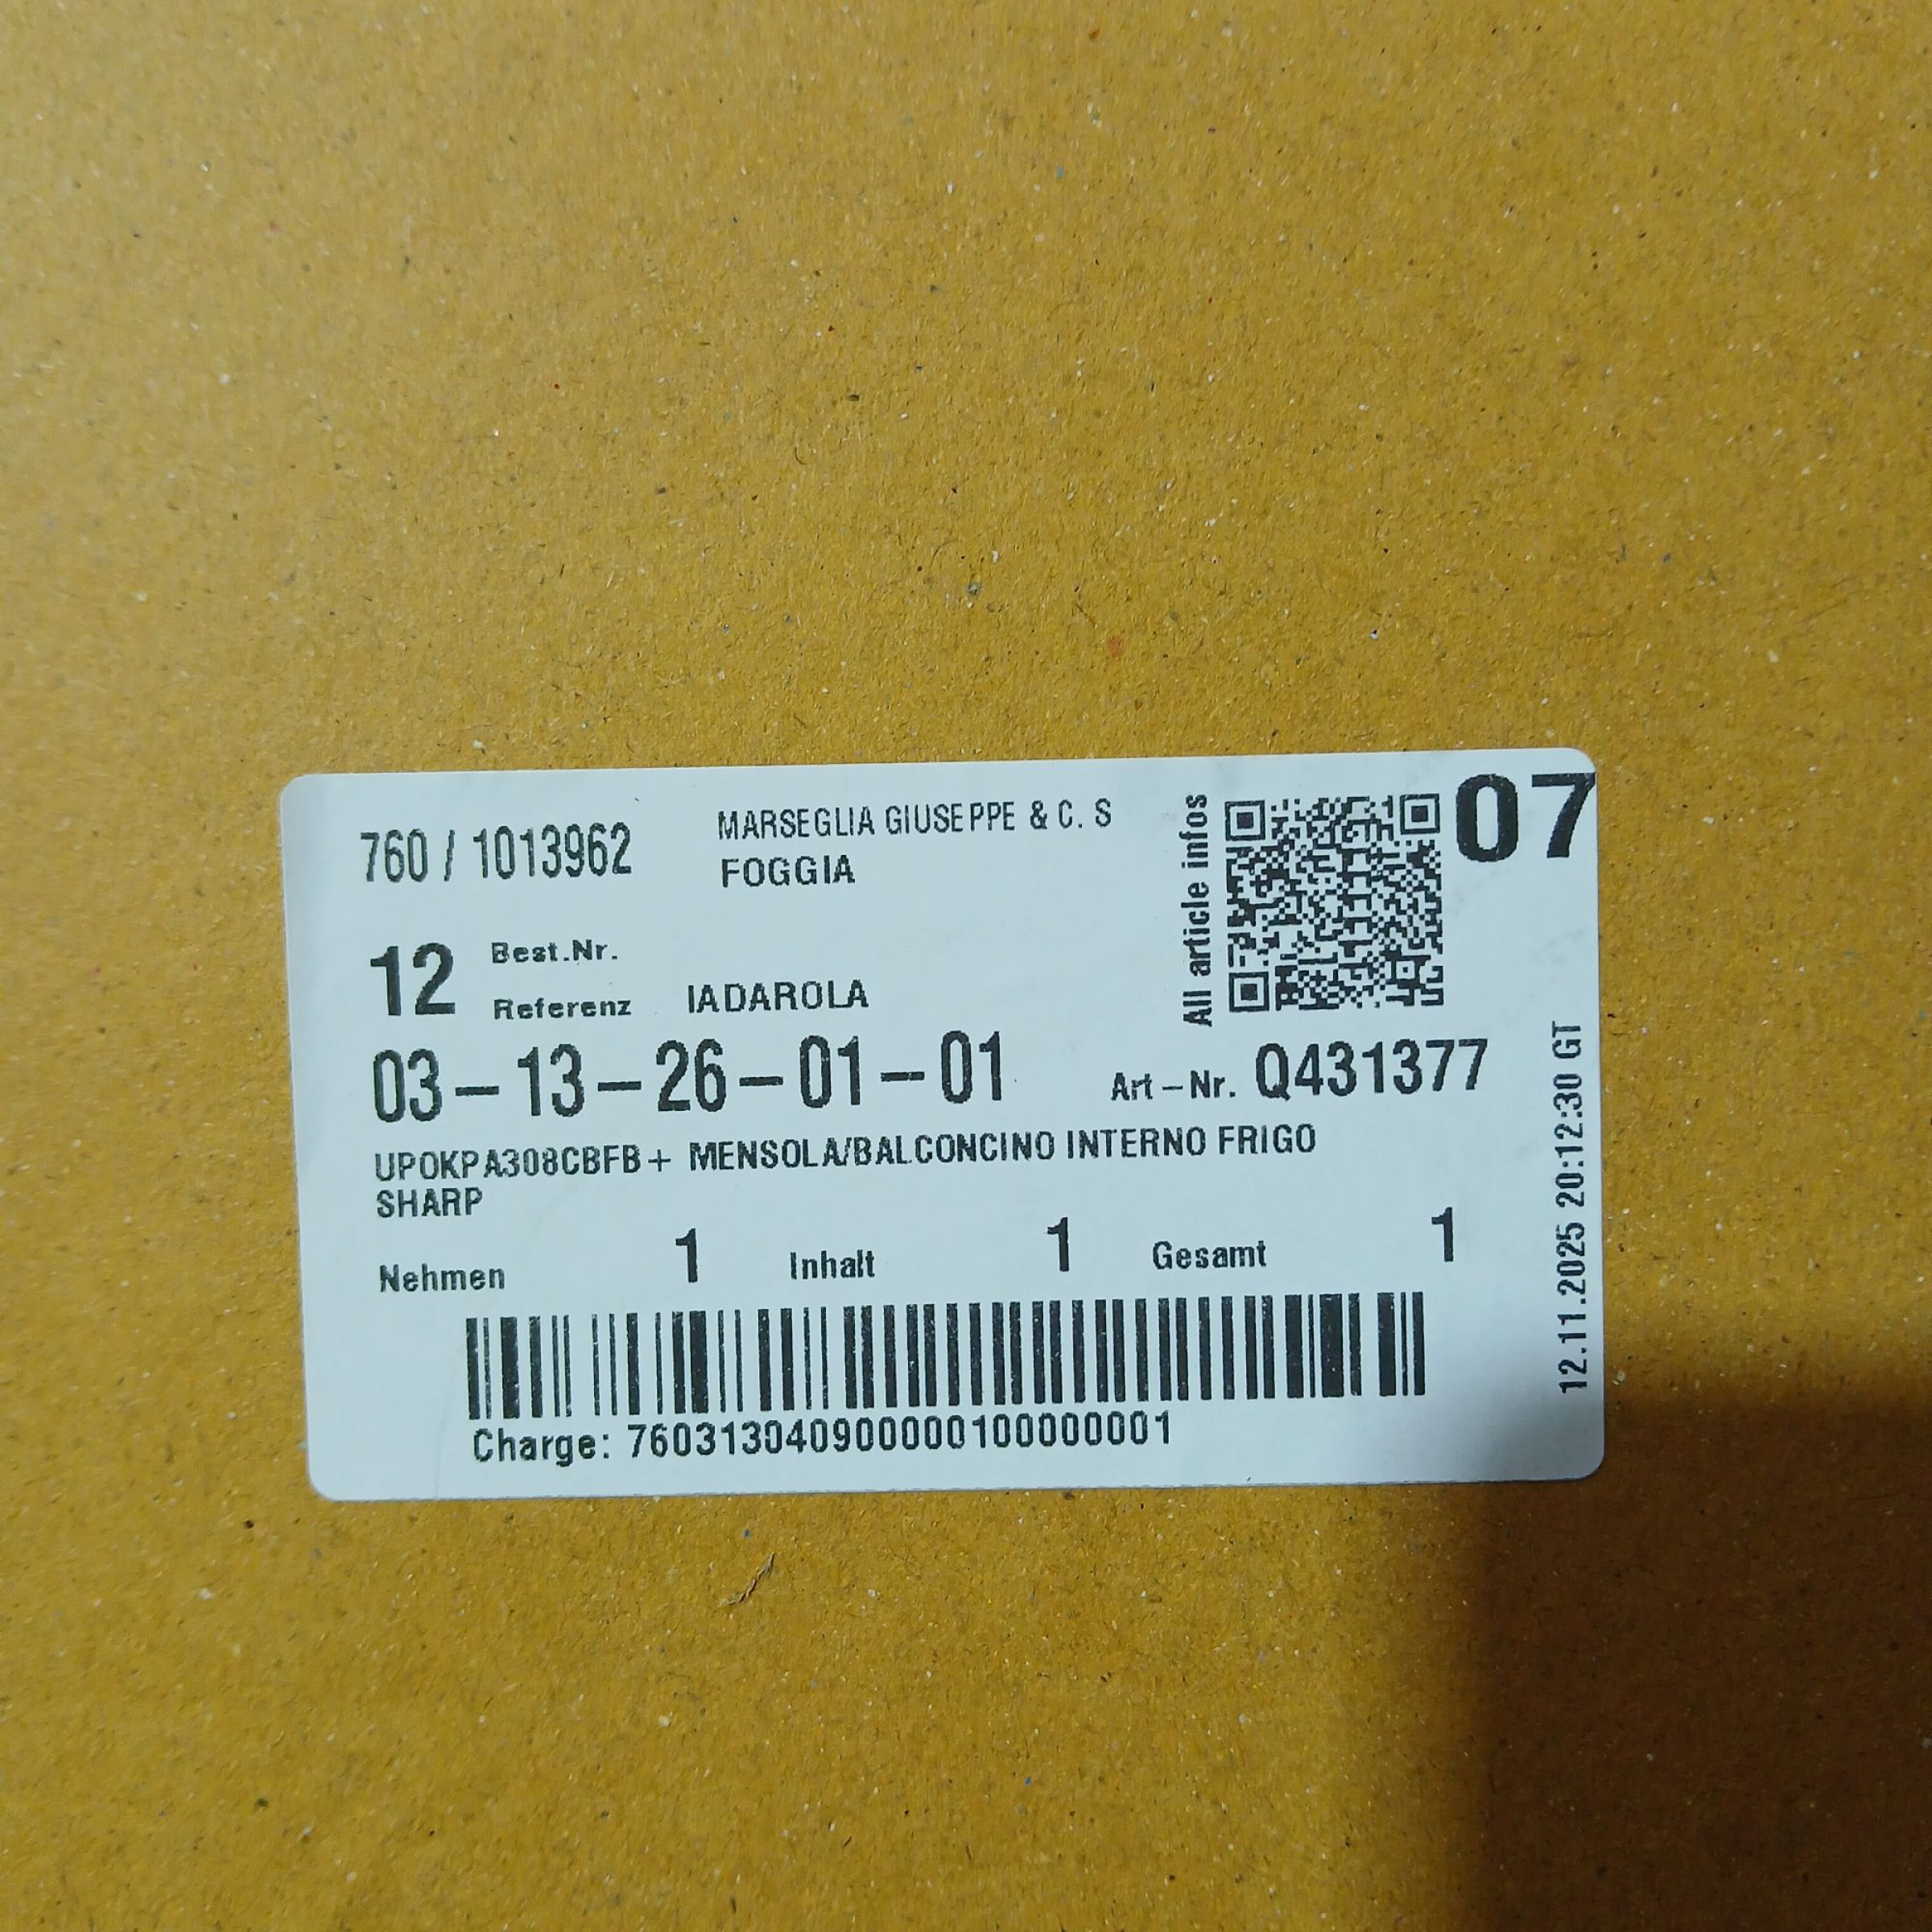 760 / 1013962
MARSEGLIA GIUSEPPE & C. S
FOGGIA
All article infos
07
12
Best.Nr.
Referenz IADAROLA
03-13-26-01-01
Art-Nr. Q431377
UPOKPA308CBFB+ MENSOLA/BALCONCINO INTERNO FRIGO
SHARP
Nehmen 1 Inhalt 1 Gesamt 1
Charge: 7603130409000000100000001
12.11.2025 20:12:30 GT